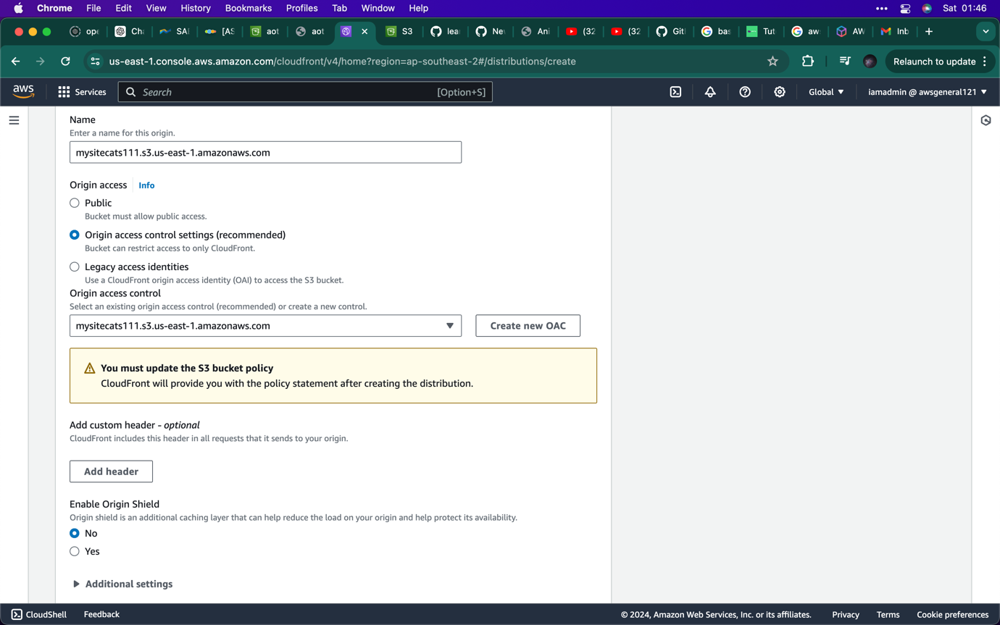 Chrome File Edit View History Bookmarks Profiles Tab Window Help Sat 01:46
ope Cha SAA [AS aot aot S3 lea Nev Ani (32 (32 Git bas Tut aw AW Inb
us-east-1.console.aws.amazon.com/cloudfront/v4/home?region=ap-southeast-2#/distributions/create Relaunch to update
aws Services Search [Option+S] Global iamadmin @ awsgeneral121
Name
Enter a name for this origin.
mysitecats111.s3.us-east-1.amazonaws.com
Origin access Info
Public
Bucket must allow public access.
Origin access control settings (recommended)
Bucket can restrict access to only CloudFront.
Legacy access identities
Use a CloudFront origin access identity (OAI) to access the S3 bucket.
Origin access control
Select an existing origin access control (recommended) or create a new control.
mysitecats111.s3.us-east-1.amazonaws.com Create new OAC
You must update the S3 bucket policy
CloudFront will provide you with the policy statement after creating the distribution.
Add custom header - optional
CloudFront includes this header in all requests that it sends to your origin.
Add header
Enable Origin Shield
Origin shield is an additional caching layer that can help reduce the load on your origin and help protect its availability.
No
Yes
Additional settings
CloudShell Feedback © 2024, Amazon Web Services, Inc. or its affiliates. Privacy Terms Cookie preferences